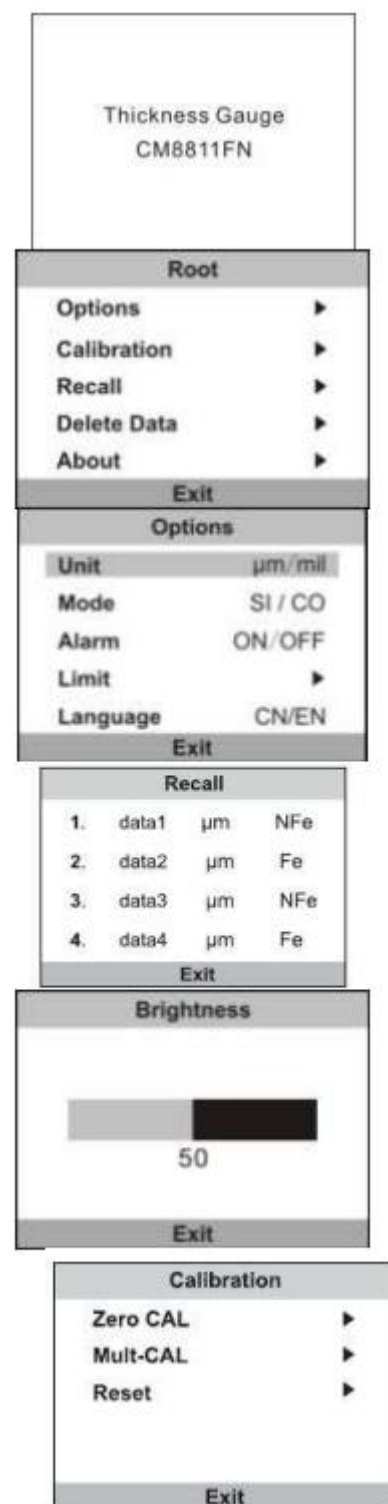 Thickness Gauge
CM8811FN
Root
Options ▶
Calibration ▶
Recall ▶
Delete Data ▶
About ▶
Exit
Options
Unit µm/mil
Mode SI / CO
Alarm ON/OFF
Limit ▶
Language CN/EN
Exit
Recall
1. data1 µm NFe
2. data2 µm Fe
3. data3 µm NFe
4. data4 µm Fe
Exit
Brightness
50
Exit
Calibration
Zero CAL ▶
Mult-CAL ▶
Reset ▶
Exit